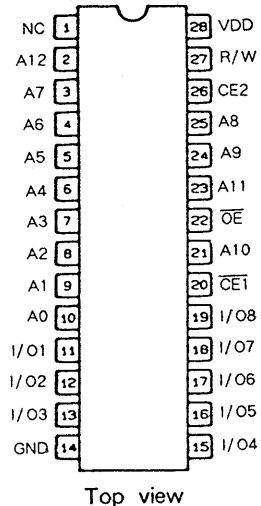 NC 1 28 VDD
A12 2 27 R/W
A7 3 26 CE2
A6 4 25 A8
A5 5 24 A9
A4 6 23 A11
A3 7 22 O̅E̅
A2 8 21 A10
A1 9 20 C̅E̅1̅
A0 10 19 I/O8
I/O1 11 18 I/O7
I/O2 12 17 I/O6
I/O3 13 16 I/O5
GND 14 15 I/O4
Top view